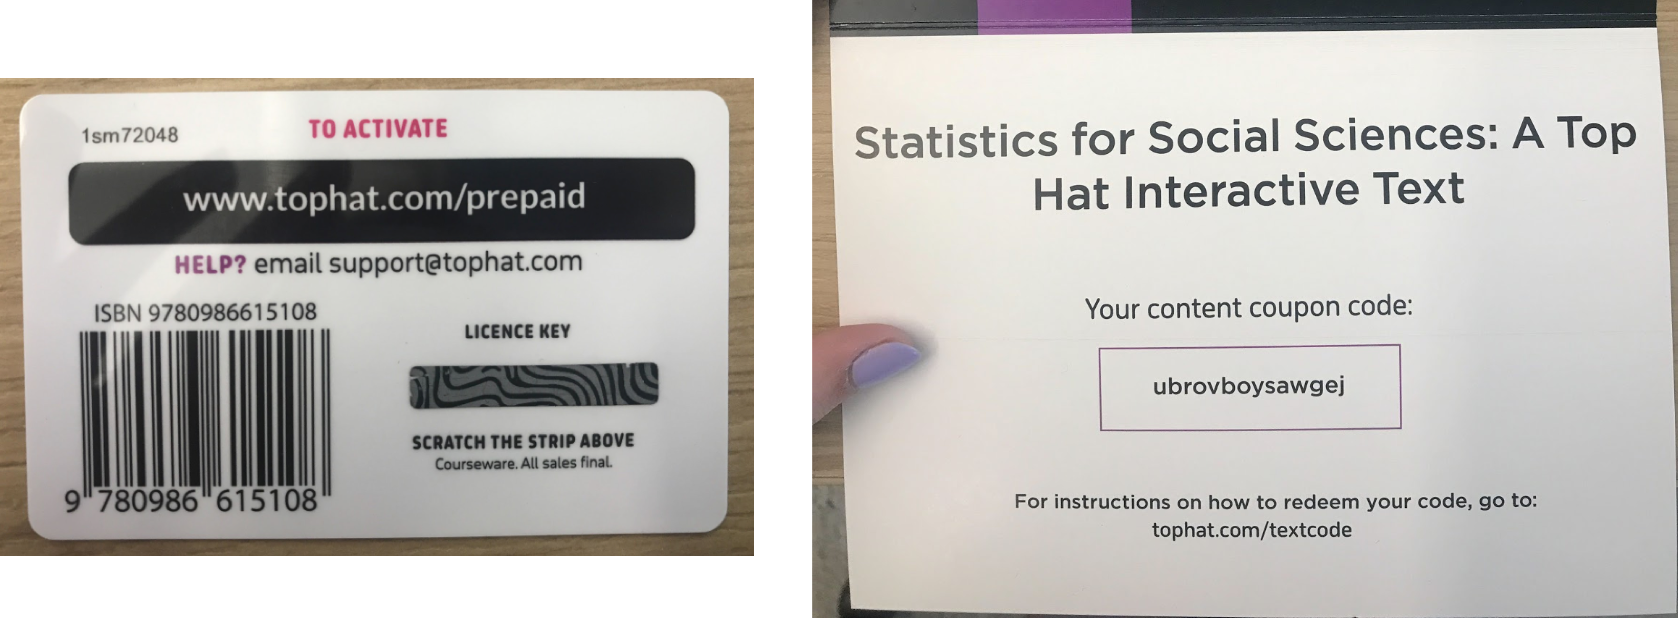 1sm72048
TO ACTIVATE
www.tophat.com/prepaid
HELP? email support@tophat.com
ISBN 9780986615108
LICENCE KEY
SCRATCH THE STRIP ABOVE
Courseware. All sales final.
9 780986 615108
Statistics for Social Sciences: A Top
Hat Interactive Text
Your content coupon code:
ubrovboysawgej
For instructions on how to redeem your code, go to:
tophat.com/textcode